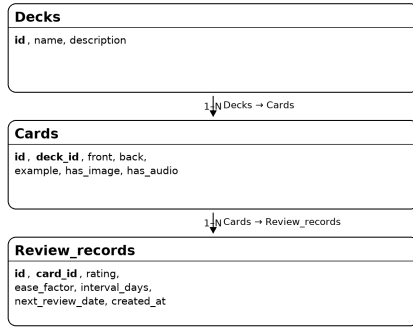 Decks
id , name, description
1-N Decks → Cards
Cards
id , deck_id , front, back,
example, has_image, has_audio
1-N Cards → Review_records
Review_records
id , card_id , rating,
ease_factor, interval_days,
next_review_date, created_at